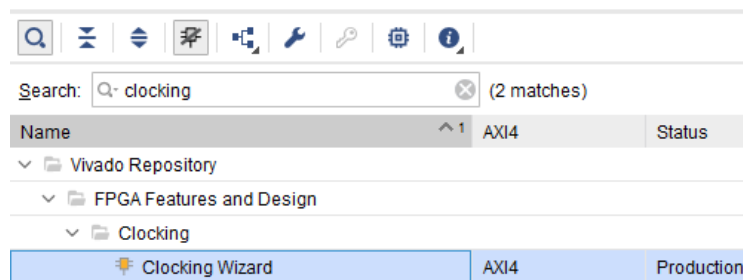 Search: clocking (2 matches)
Name 1 AXI4 Status
Vivado Repository
FPGA Features and Design
Clocking
Clocking Wizard AXI4 Production